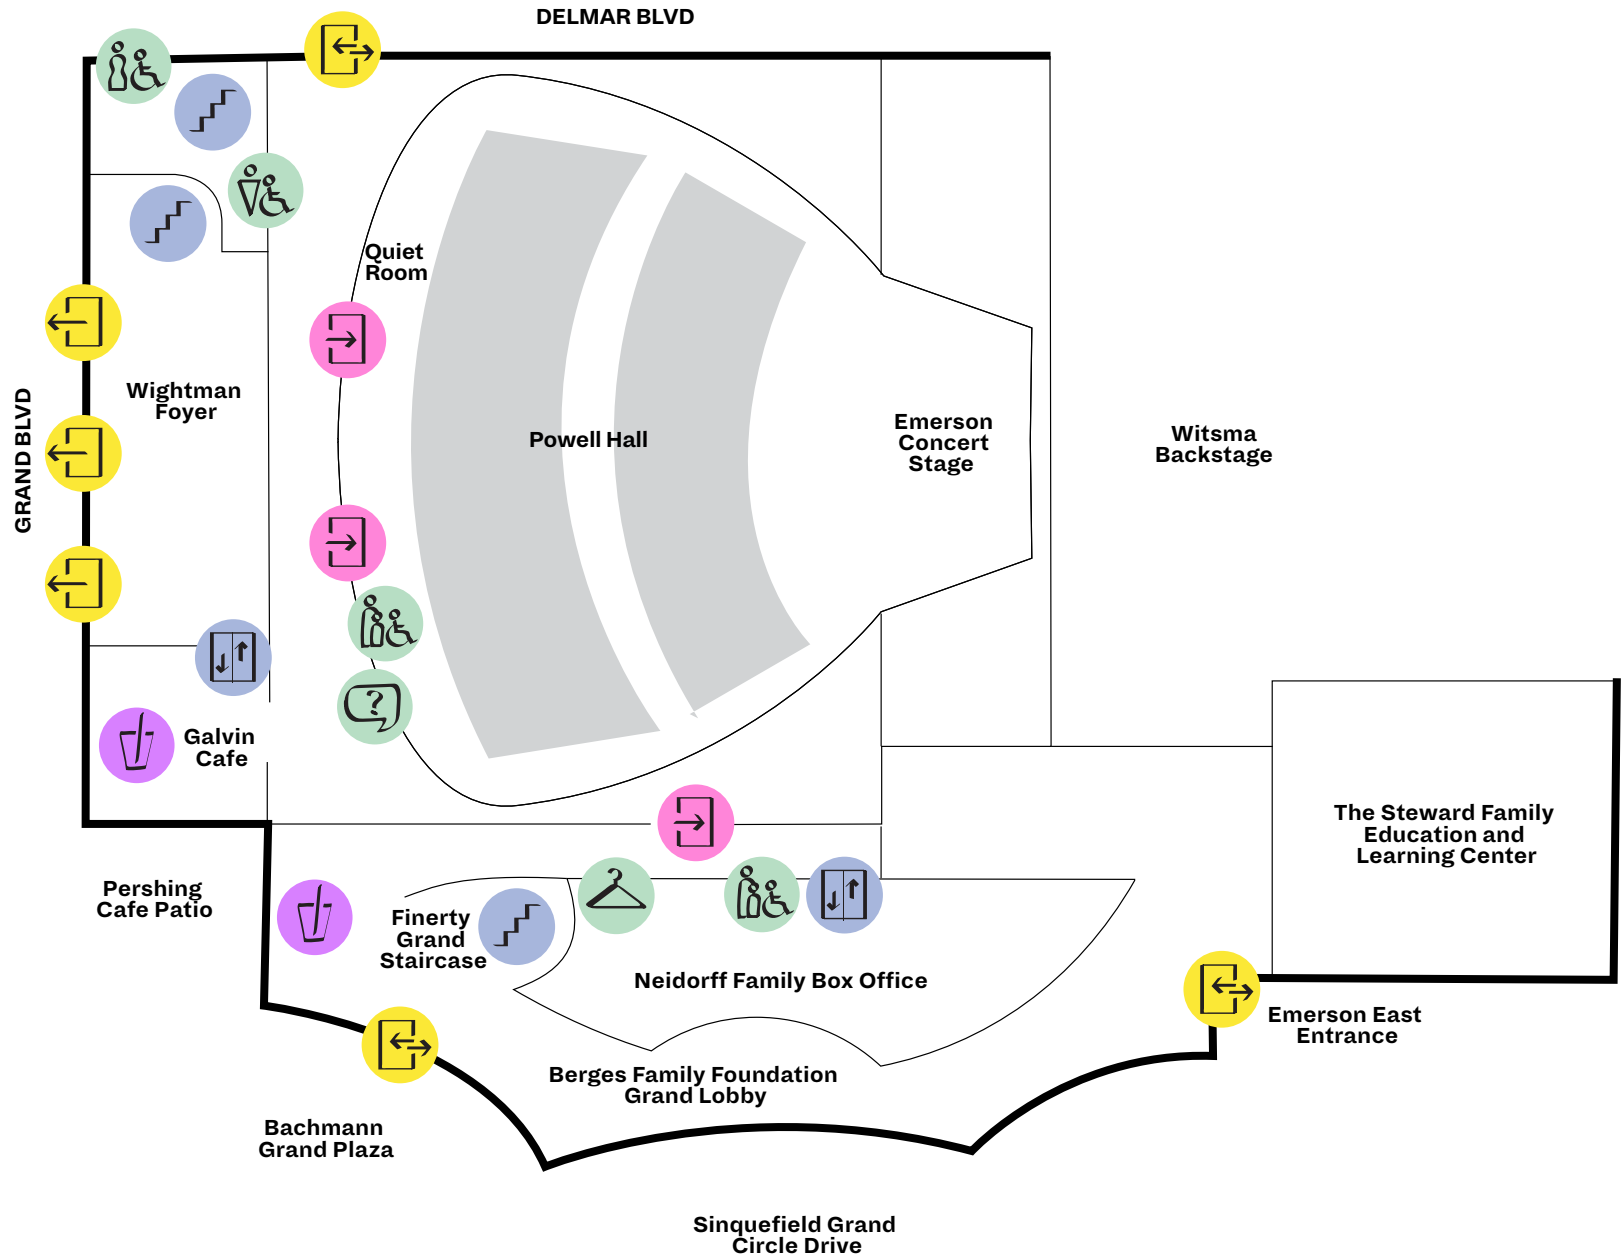 DELMAR BLVD
Quiet
Room
GRAND BLVD
Wightman
Foyer
Powell Hall
Emerson
Concert
Stage
Witsma
Backstage
?
Galvin
Cafe
The Steward Family
Education and
Learning Center
Pershing
Cafe Patio
Finerty
Grand
Staircase
Neidorff Family Box Office
Emerson East
Entrance
Berges Family Foundation
Grand Lobby
Bachmann
Grand Plaza
Sinquefield Grand
Circle Drive